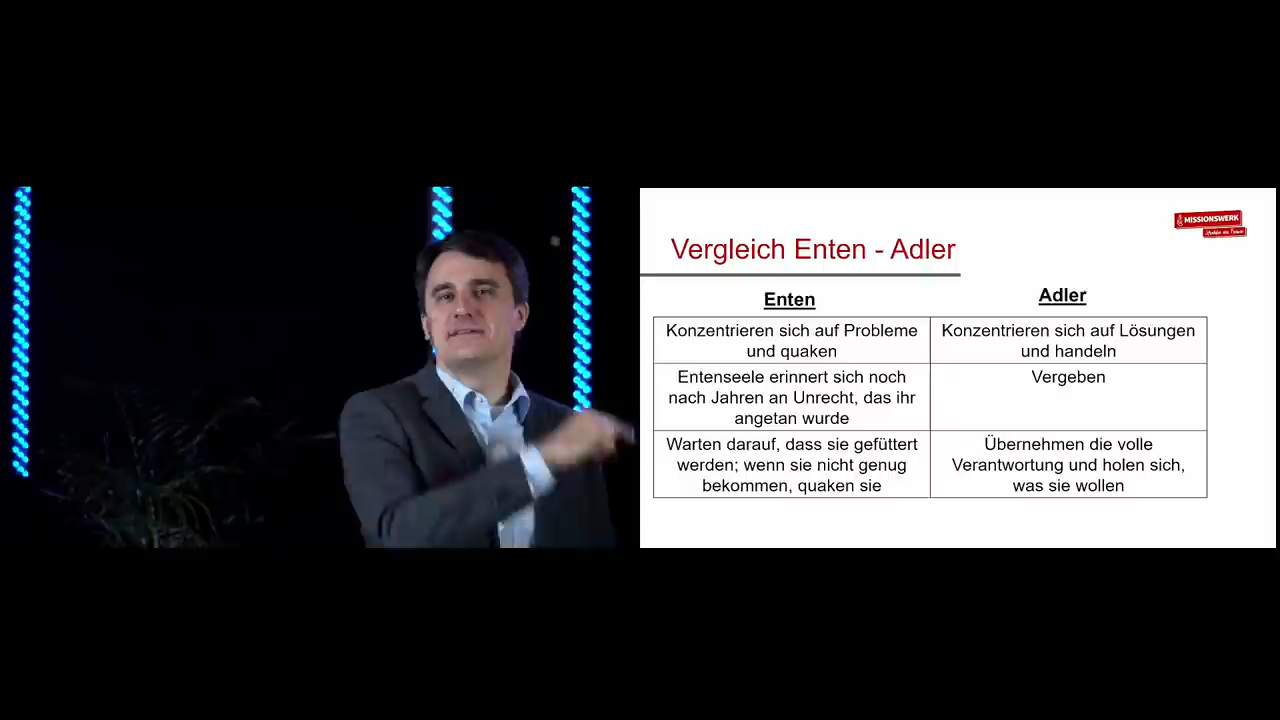 MISSIONSWERK
Vergleich Enten - Adler
Enten
Adler
Konzentrieren sich auf Probleme
und quaken
Konzentrieren sich auf Lösungen
und handeln
Entenseele erinnert sich noch
nach Jahren an Unrecht, das ihr
angetan wurde
Vergeben
Warten darauf, dass sie gefüttert
werden; wenn sie nicht genug
bekommen, quaken sie
Übernehmen die volle
Verantwortung und holen sich,
was sie wollen